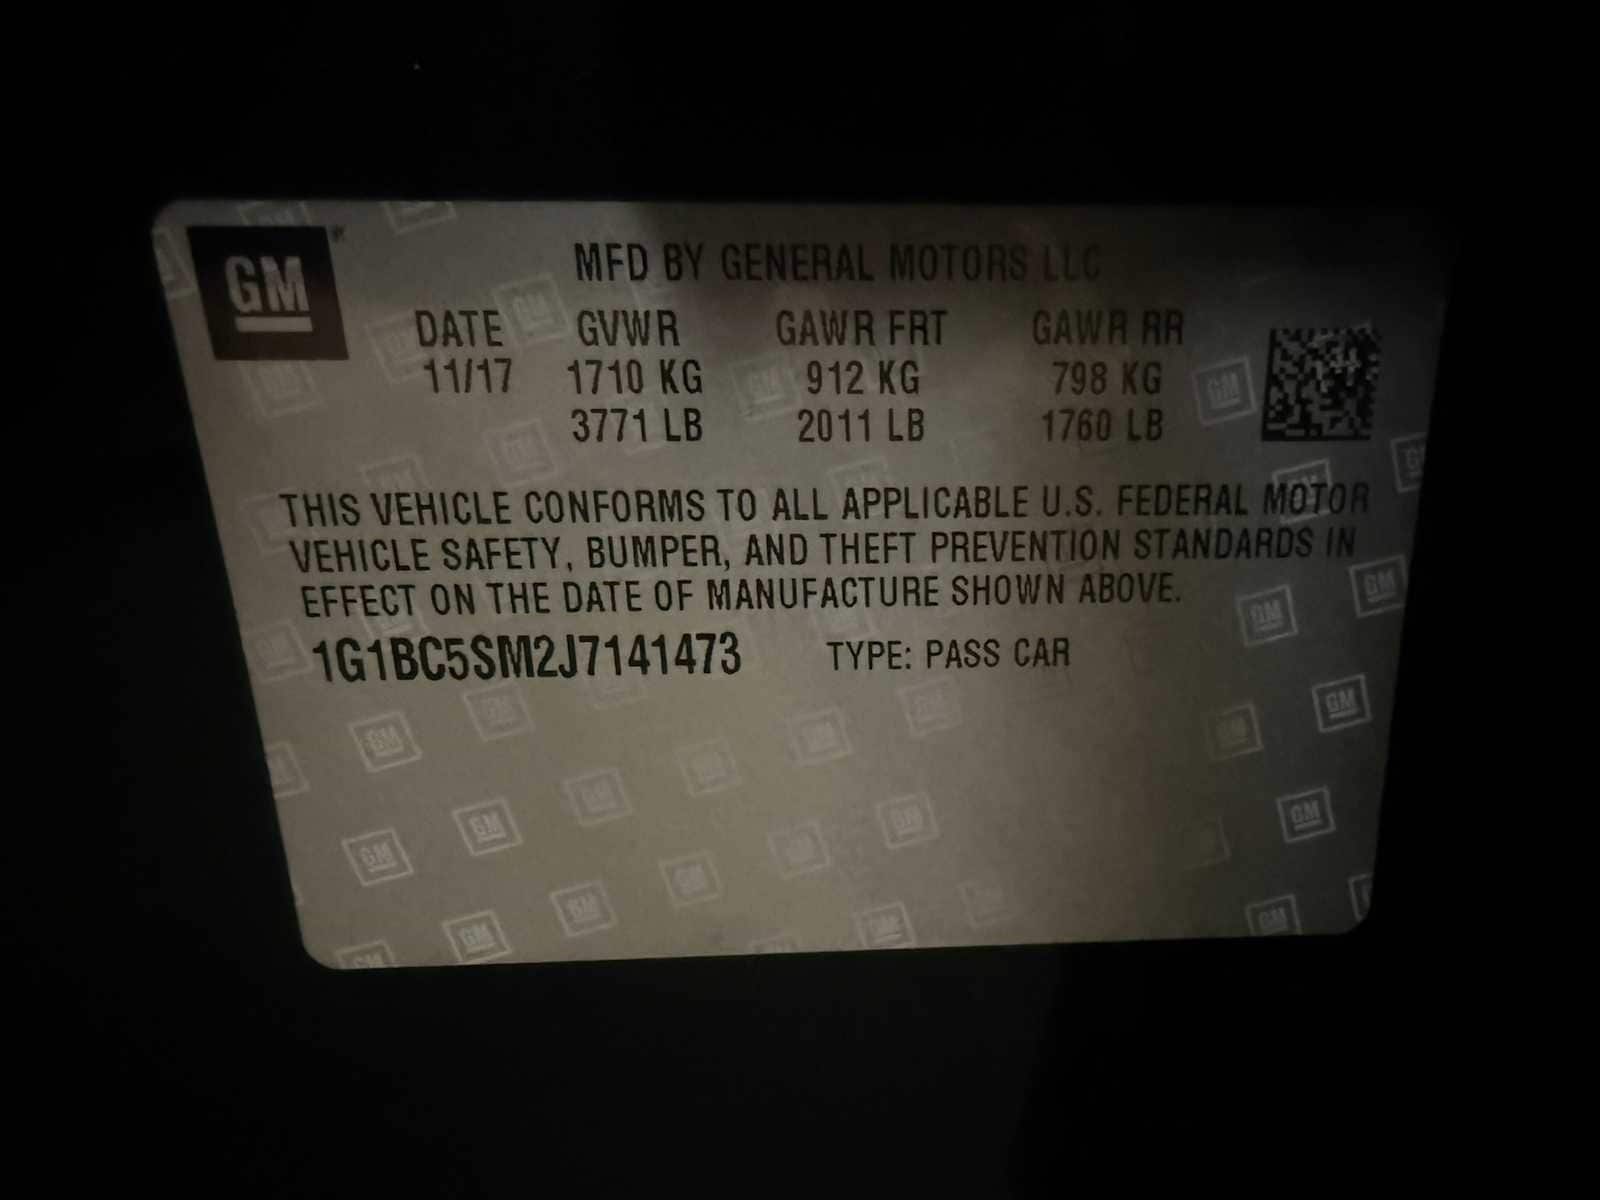 GM
MFD BY GENERAL MOTORS LLC
DATE GVWR GAWR FRT GAWR RR
11/17 1710 KG 912 KG 798 KG
3771 LB 2011 LB 1760 LB
THIS VEHICLE CONFORMS TO ALL APPLICABLE U.S. FEDERAL MOTOR
VEHICLE SAFETY, BUMPER, AND THEFT PREVENTION STANDARDS IN
EFFECT ON THE DATE OF MANUFACTURE SHOWN ABOVE.
1G1BC5SM2J7141473 TYPE: PASS CAR